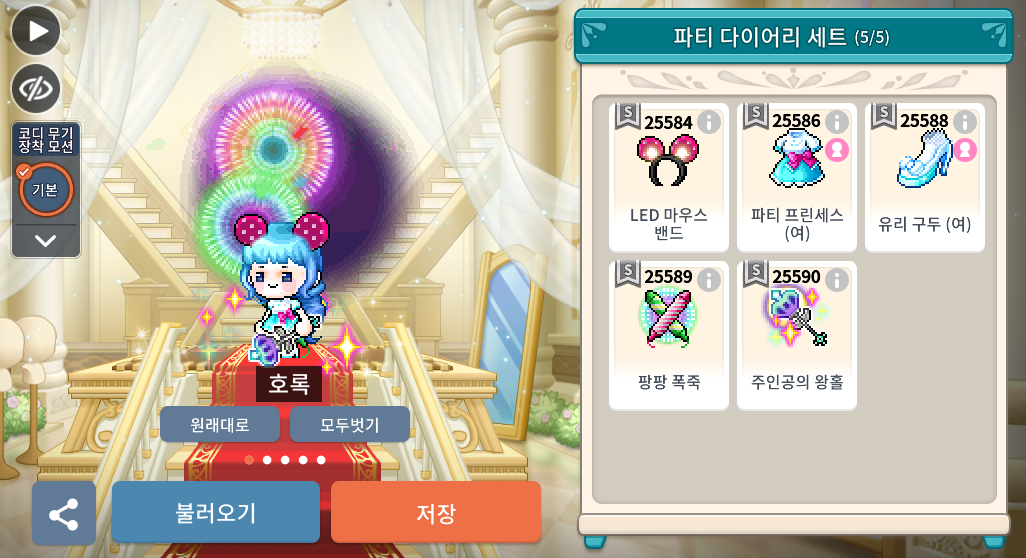 코디 무기
장착 모션
기본
호록
원래대로
모두벗기
불러오기
저장
파티 다이어리 세트 (5/5)
S 25584
LED 마우스
밴드
S 25586
파티 프린세스
(여)
S 25588
유리 구두 (여)
S 25589
팡팡 폭죽
S 25590
주인공의 왕홀